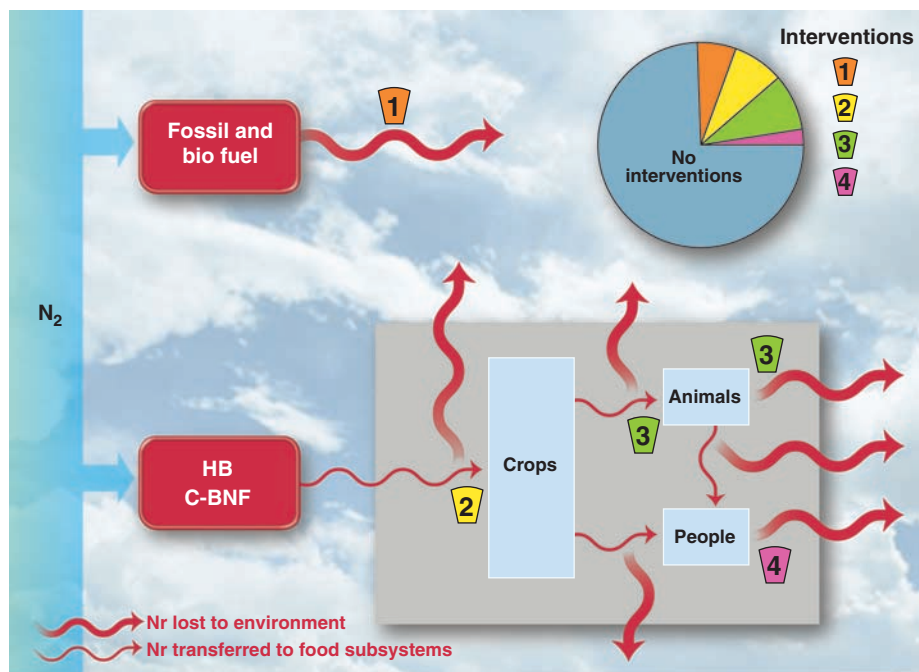 Interventions
1
2
3
4
No
interventions
1
Fossil and
bio fuel
N2
3
Animals
3
Crops
HB
C-BNF
2
People
4
Nr lost to environment
Nr transferred to food subsystems